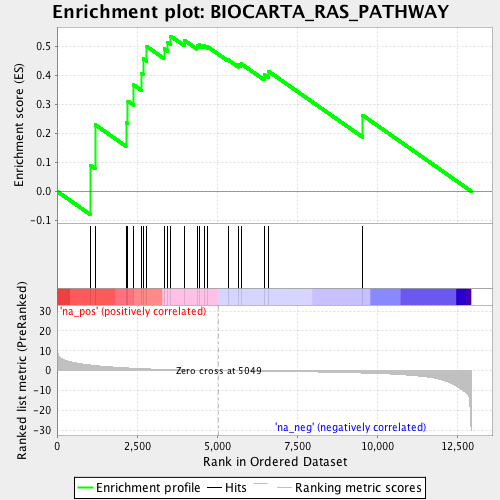 Enrichment plot: BIOCARTA_RAS_PATHWAY
Enrichment score (ES)
0.5
0.4
0.3
0.2
0.1
0.0
-0.1
'na_pos' (positively correlated)
Ranked list metric (PreRanked)
30
20
10
0
-10
-20
-30
Zero cross at 5049
'na_neg' (negatively correlated)
0 2,500 5,000 7,500 10,000 12,500
Rank in Ordered Dataset
Enrichment profile Hits Ranking metric scores